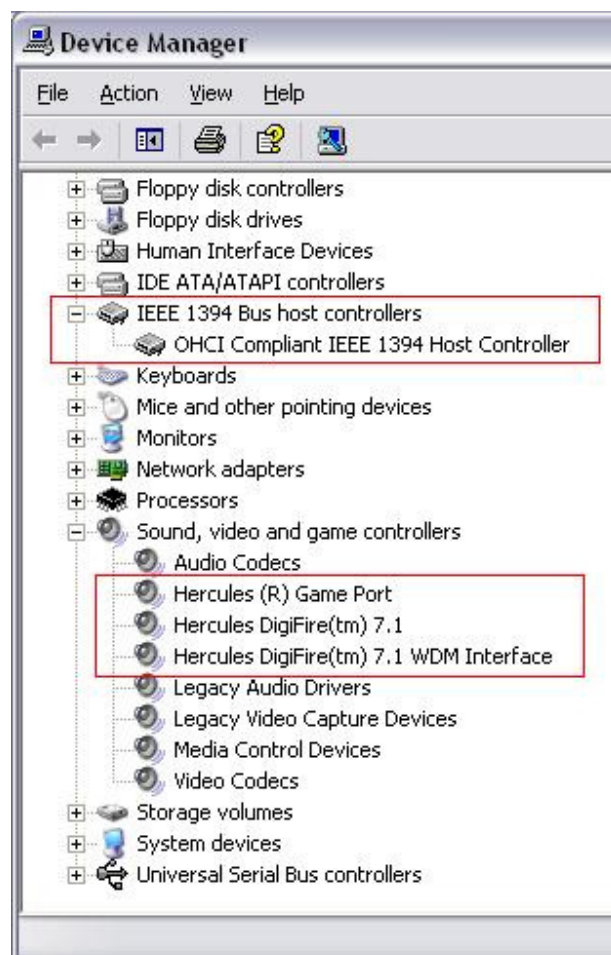 Device Manager
File Action View Help
Floppy disk controllers
Floppy disk drives
Human Interface Devices
IDE ATA/ATAPI controllers
IEEE 1394 Bus host controllers
OHCI Compliant IEEE 1394 Host Controller
Keyboards
Mice and other pointing devices
Monitors
Network adapters
Processors
Sound, video and game controllers
Audio Codecs
Hercules (R) Game Port
Hercules DigiFire(tm) 7.1
Hercules DigiFire(tm) 7.1 WDM Interface
Legacy Audio Drivers
Legacy Video Capture Devices
Media Control Devices
Video Codecs
Storage volumes
System devices
Universal Serial Bus controllers